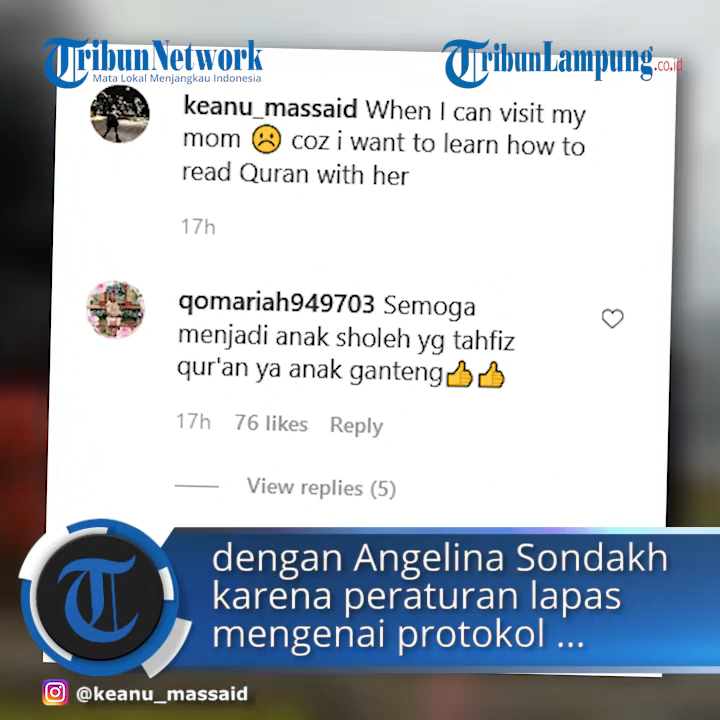 TribunNetwork
Mata Lokal Menjangkau Indonesia
TribunLampung.co.id
keanu_massaid When I can visit my
mom ☹️ coz i want to learn how to
read Quran with her
17h
qomariah949703 Semoga
menjadi anak sholeh yg tahfiz
qur'an ya anak ganteng👍👍
17h 76 likes Reply
View replies (5)
T
dengan Angelina Sondakh
karena peraturan lapas
mengenai protokol ...
@keanu_massaid